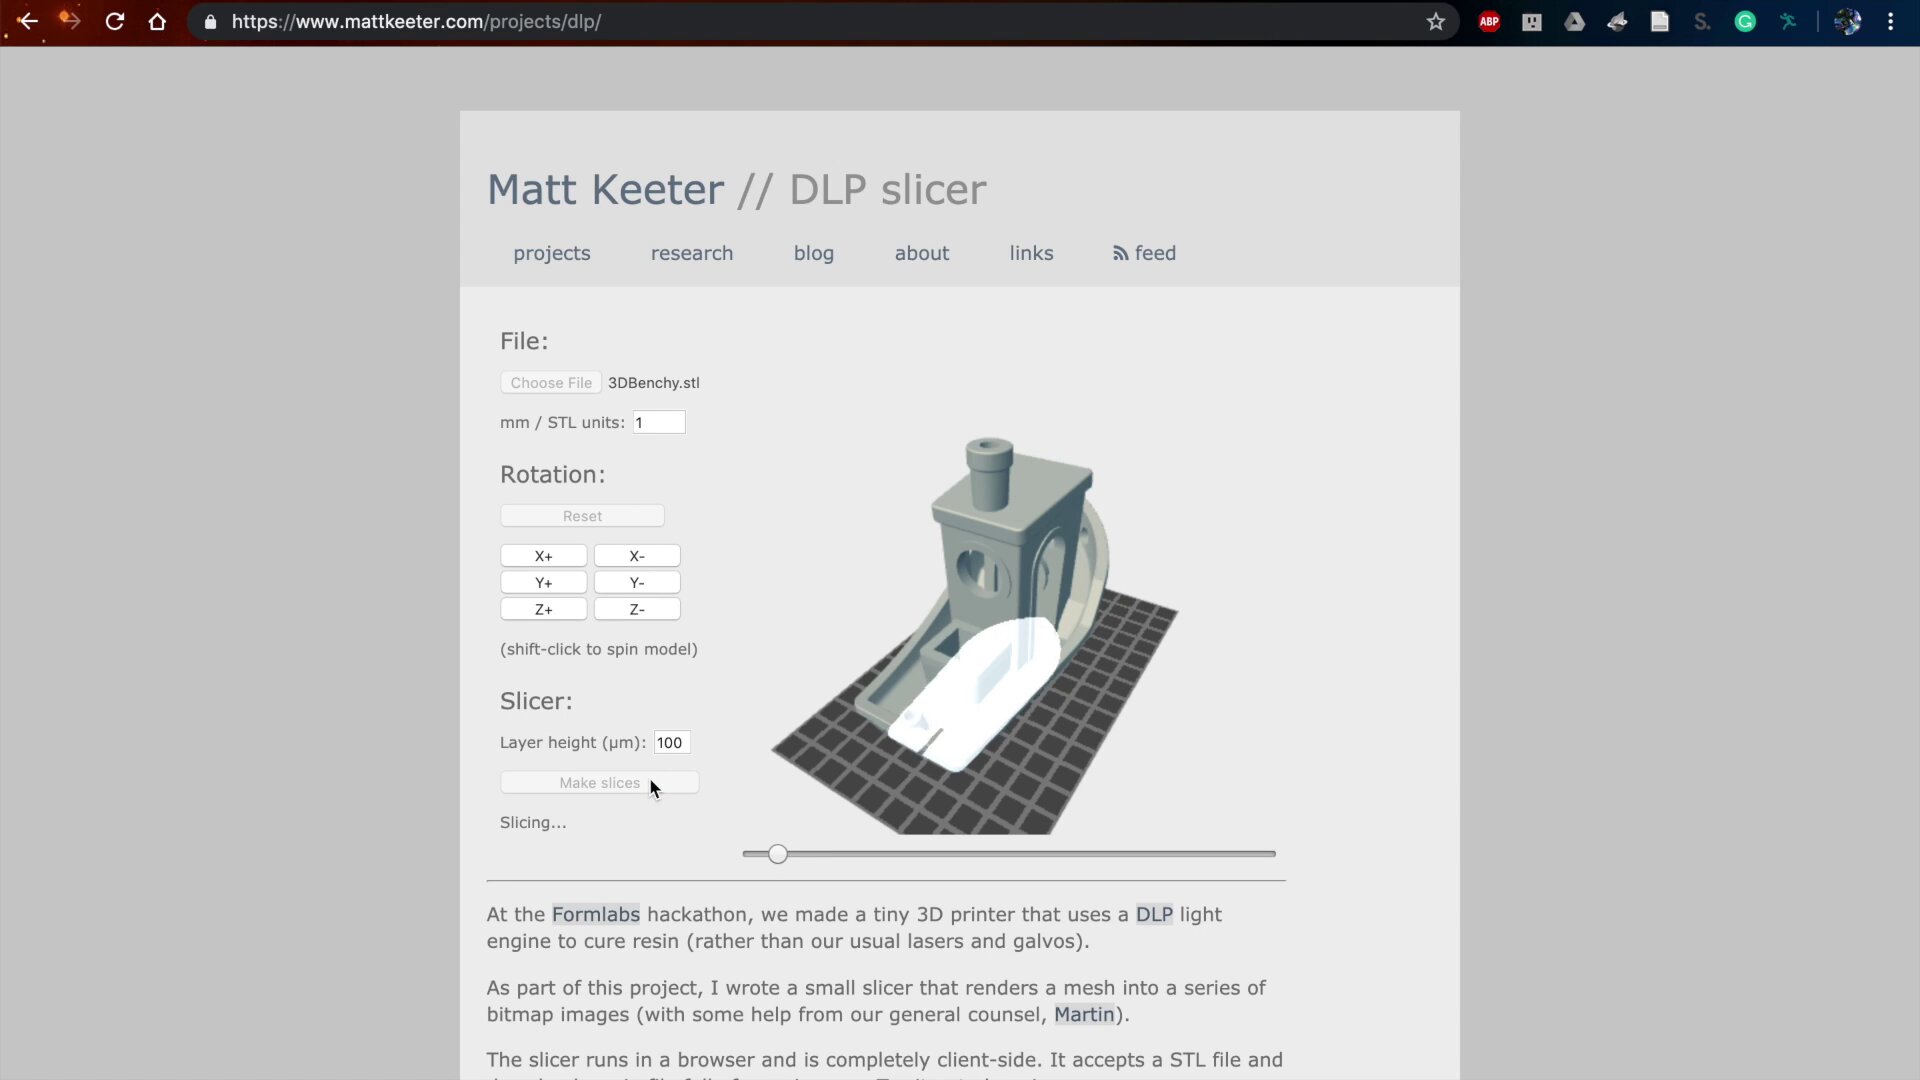 https://www.mattkeeter.com/projects/dlp/
ABP
S.
G
Matt Keeter // DLP slicer
projects research blog about links feed
File:
Choose File 3DBenchy.stl
mm / STL units: 1
Rotation:
Reset
X+ X-
Y+ Y-
Z+ Z-
(shift-click to spin model)
Slicer:
Layer height (μm): 100
Make slices
Slicing...
At the Formlabs hackathon, we made a tiny 3D printer that uses a DLP light
engine to cure resin (rather than our usual lasers and galvos).
As part of this project, I wrote a small slicer that renders a mesh into a series of
bitmap images (with some help from our general counsel, Martin).
The slicer runs in a browser and is completely client-side. It accepts a STL file and